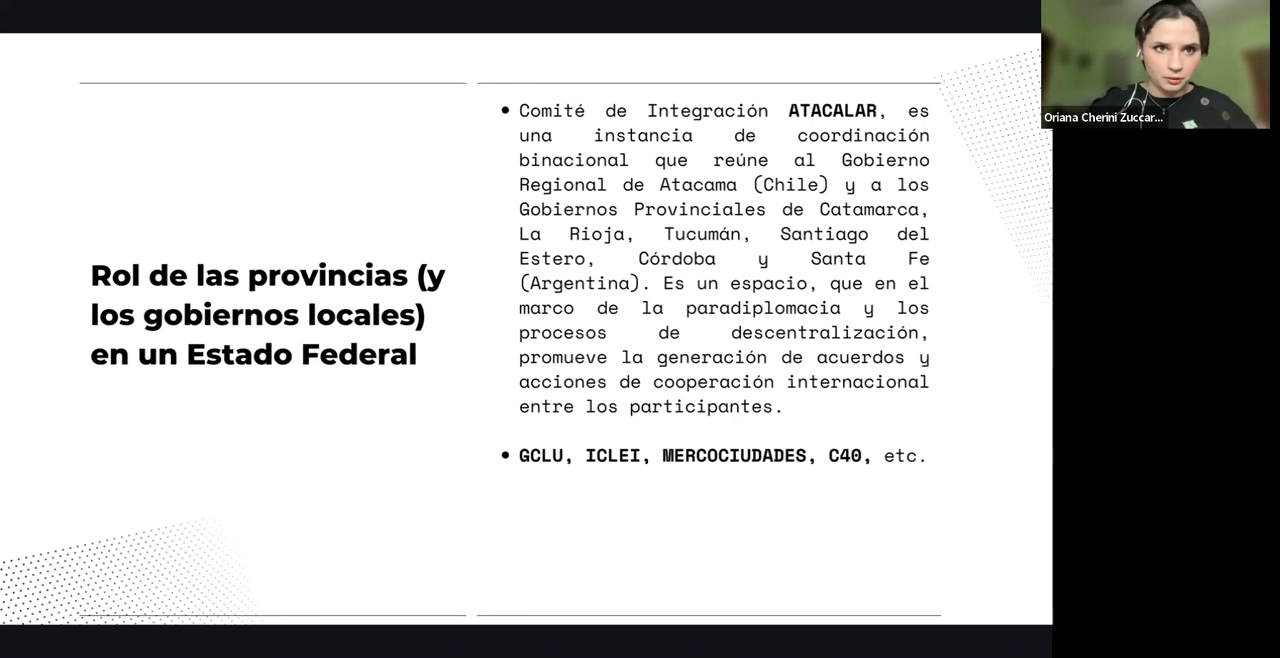 Rol de las provincias (y
los gobiernos locales)
en un Estado Federal
• Comité de Integración ATACALAR, es
una instancia de coordinación
binacional que reúne al Gobierno
Regional de Atacama (Chile) y a los
Gobiernos Provinciales de Catamarca,
La Rioja, Tucumán, Santiago del
Estero, Córdoba y Santa Fe
(Argentina). Es un espacio, que en el
marco de la paradiplomacia y los
procesos de descentralización,
promueve la generación de acuerdos y
acciones de cooperación internacional
entre los participantes.
• GCLU, ICLEI, MERCOCIUDADES, C40, etc.
Oriana Cherini Zuccar...